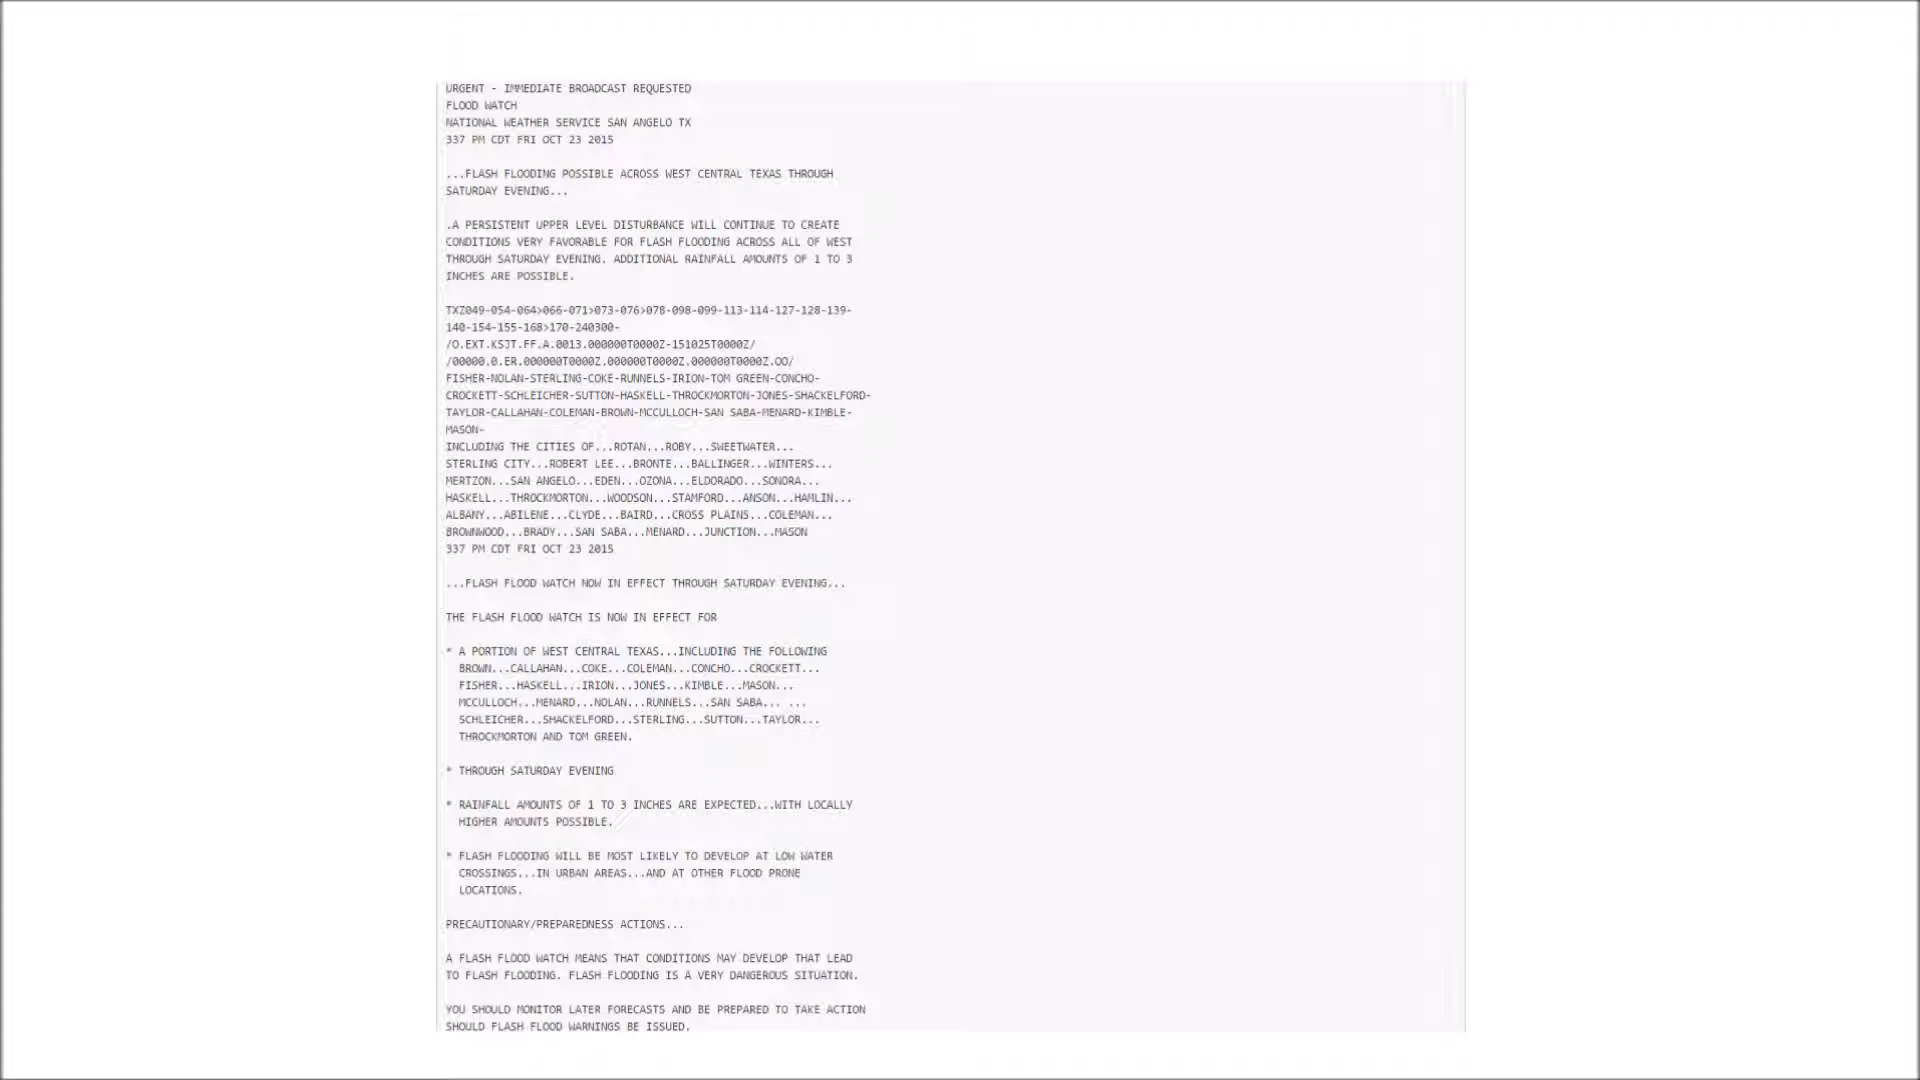 URGENT - IMMEDIATE BROADCAST REQUESTED
FLOOD WATCH
NATIONAL WEATHER SERVICE SAN ANGELO TX
337 PM CDT FRI OCT 23 2015
...FLASH FLOODING POSSIBLE ACROSS WEST CENTRAL TEXAS THROUGH
SATURDAY EVENING...
.A PERSISTENT UPPER LEVEL DISTURBANCE WILL CONTINUE TO CREATE
CONDITIONS VERY FAVORABLE FOR FLASH FLOODING ACROSS ALL OF WEST
THROUGH SATURDAY EVENING. ADDITIONAL RAINFALL AMOUNTS OF 1 TO 3
INCHES ARE POSSIBLE.
TXZ049-054-064>066-071>073-076>078-098-099-113-114-127-128-139-
140-154-155-168>170-240300-
/O.EXT.KSJT.FF.A.0013.000000T0000Z-151025T0000Z/
/00000.0.ER.000000T0000Z.000000T0000Z.000000T0000Z.OO/
FISHER-NOLAN-STERLING-COKE-RUNNELS-IRION-TOM GREEN-CONCHO-
CROCKETT-SCHLEICHER-SUTTON-HASKELL-THROCKMORTON-JONES-SHACKELFORD-
TAYLOR-CALLAHAN-COLEMAN-BROWN-MCCULLOCH-SAN SABA-MENARD-KIMBLE-
MASON-
INCLUDING THE CITIES OF...ROTAN...ROBY...SWEETWATER...
STERLING CITY...ROBERT LEE...BRONTE...BALLINGER...WINTERS...
MERTZON...SAN ANGELO...EDEN...OZONA...ELDORADO...SONORA...
HASKELL...THROCKMORTON...WOODSON...STAMFORD...ANSON...HAMLIN...
ALBANY...ABILENE...CLYDE...BAIRD...CROSS PLAINS...COLEMAN...
BROWNWOOD...BRADY...SAN SABA...MENARD...JUNCTION...MASON
337 PM CDT FRI OCT 23 2015
...FLASH FLOOD WATCH NOW IN EFFECT THROUGH SATURDAY EVENING...
THE FLASH FLOOD WATCH IS NOW IN EFFECT FOR
* A PORTION OF WEST CENTRAL TEXAS...INCLUDING THE FOLLOWING
BROWN...CALLAHAN...COKE...COLEMAN...CONCHO...CROCKETT...
FISHER...HASKELL...IRION...JONES...KIMBLE...MASON...
MCCULLOCH...MENARD...NOLAN...RUNNELS...SAN SABA... ...
SCHLEICHER...SHACKELFORD...STERLING...SUTTON...TAYLOR...
THROCKMORTON AND TOM GREEN.
* THROUGH SATURDAY EVENING
* RAINFALL AMOUNTS OF 1 TO 3 INCHES ARE EXPECTED...WITH LOCALLY
HIGHER AMOUNTS POSSIBLE.
* FLASH FLOODING WILL BE MOST LIKELY TO DEVELOP AT LOW WATER
CROSSINGS...IN URBAN AREAS...AND AT OTHER FLOOD PRONE
LOCATIONS.
PRECAUTIONARY/PREPAREDNESS ACTIONS...
A FLASH FLOOD WATCH MEANS THAT CONDITIONS MAY DEVELOP THAT LEAD
TO FLASH FLOODING. FLASH FLOODING IS A VERY DANGEROUS SITUATION.
YOU SHOULD MONITOR LATER FORECASTS AND BE PREPARED TO TAKE ACTION
SHOULD FLASH FLOOD WARNINGS BE ISSUED.